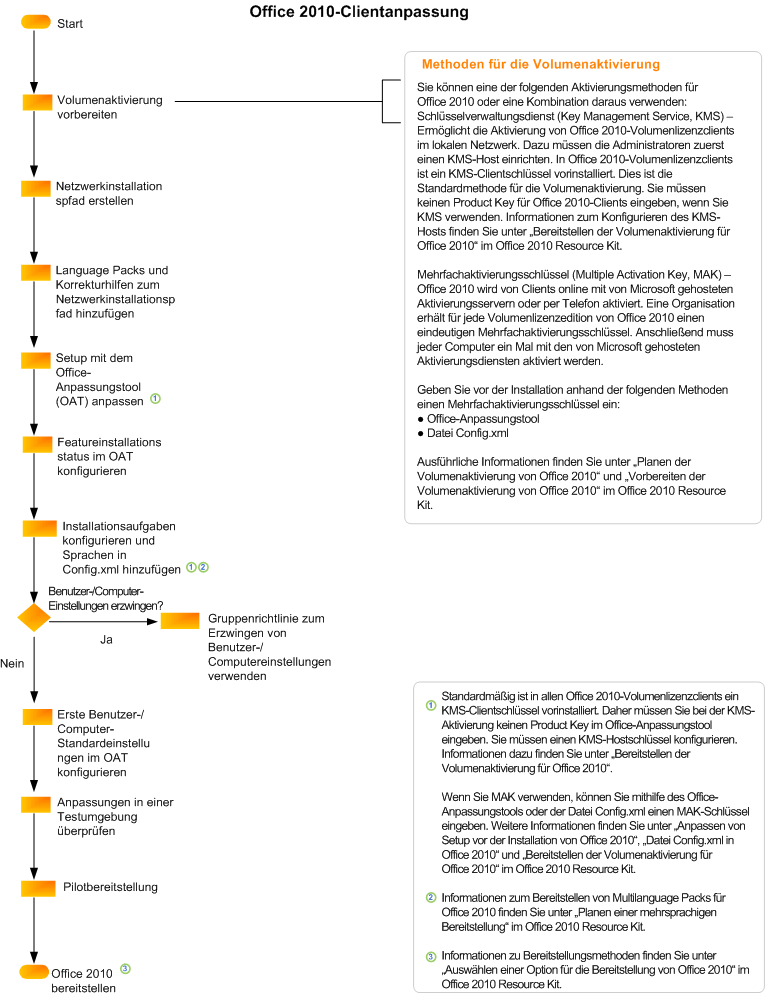 Office 2010-Clientanpassung
Start
Volumenaktivierung
vorbereiten
Netzwerkinstallation
spfad erstellen
Language Packs und
Korrekturhilfen zum
Netzwerkinstallationsp
fad hinzufügen
Setup mit dem
Office-
Anpassungstool
(OAT) anpassen 1
Featureinstallations
status im OAT
konfigurieren
Installationsaufgaben
konfigurieren und
Sprachen in
Config.xml hinzufügen 1 2
Benutzer-/Computer-
Einstellungen erzwingen?
Ja
Nein
Gruppenrichtlinie zum
Erzwingen von
Benutzer-/
Computereinstellungen
verwenden
Erste Benutzer-/
Computer-
Standardeinstellu
ngen im OAT
konfigurieren
Anpassungen in einer
Testumgebung
überprüfen
Pilotbereitstellung
Office 2010 3
bereitstellen
Methoden für die Volumenaktivierung
Sie können eine der folgenden Aktivierungsmethoden für
Office 2010 oder eine Kombination daraus verwenden:
Schlüsselverwaltungsdienst (Key Management Service, KMS) –
Ermöglicht die Aktivierung von Office 2010-Volumenlizenzclients
im lokalen Netzwerk. Dazu müssen die Administratoren zuerst
einen KMS-Host einrichten. In Office 2010-Volumenlizenzclients
ist ein KMS-Clientschlüssel vorinstalliert. Dies ist die
Standardmethode für die Volumenaktivierung. Sie müssen
keinen Product Key für Office 2010-Clients eingeben, wenn Sie
KMS verwenden. Informationen zum Konfigurieren des KMS-
Hosts finden Sie unter „Bereitstellen der Volumenaktivierung für
Office 2010“ im Office 2010 Resource Kit.
Mehrfachaktivierungsschlüssel (Multiple Activation Key, MAK) –
Office 2010 wird von Clients online mit von Microsoft gehosteten
Aktivierungsservern oder per Telefon aktiviert. Eine Organisation
erhält für jede Volumenlizenzedition von Office 2010 einen
eindeutigen Mehrfachaktivierungsschlüssel. Anschließend muss
jeder Computer ein Mal mit den von Microsoft gehosteten
Aktivierungsdiensten aktiviert werden.
Geben Sie vor der Installation anhand der folgenden Methoden
einen Mehrfachaktivierungsschlüssel ein:
● Office-Anpassungstool
● Datei Config.xml
Ausführliche Informationen finden Sie unter „Planen der
Volumenaktivierung von Office 2010“ und „Vorbereiten der
Volumenaktivierung von Office 2010“ im Office 2010 Resource
Kit.
1 Standardmäßig ist in allen Office 2010-Volumenlizenzclients ein
KMS-Clientschlüssel vorinstalliert. Daher müssen Sie bei der KMS-
Aktivierung keinen Product Key im Office-Anpassungstool
eingeben. Sie müssen einen KMS-Hostschlüssel konfigurieren.
Informationen dazu finden Sie unter „Bereitstellen der
Volumenaktivierung für Office 2010“.
Wenn Sie MAK verwenden, können Sie mithilfe des Office-
Anpassungstools oder der Datei Config.xml einen MAK-Schlüssel
eingeben. Weitere Informationen finden Sie unter „Anpassen von
Setup vor der Installation von Office 2010“, „Datei Config.xml in
Office 2010“ und „Bereitstellen der Volumenaktivierung für
Office 2010“ im Office 2010 Resource Kit.
2 Informationen zum Bereitstellen von Multilanguage Packs für
Office 2010 finden Sie unter „Planen einer mehrsprachigen
Bereitstellung“ im Office 2010 Resource Kit.
3 Informationen zu Bereitstellungsmethoden finden Sie unter
„Auswählen einer Option für die Bereitstellung von Office 2010“ im
Office 2010 Resource Kit.